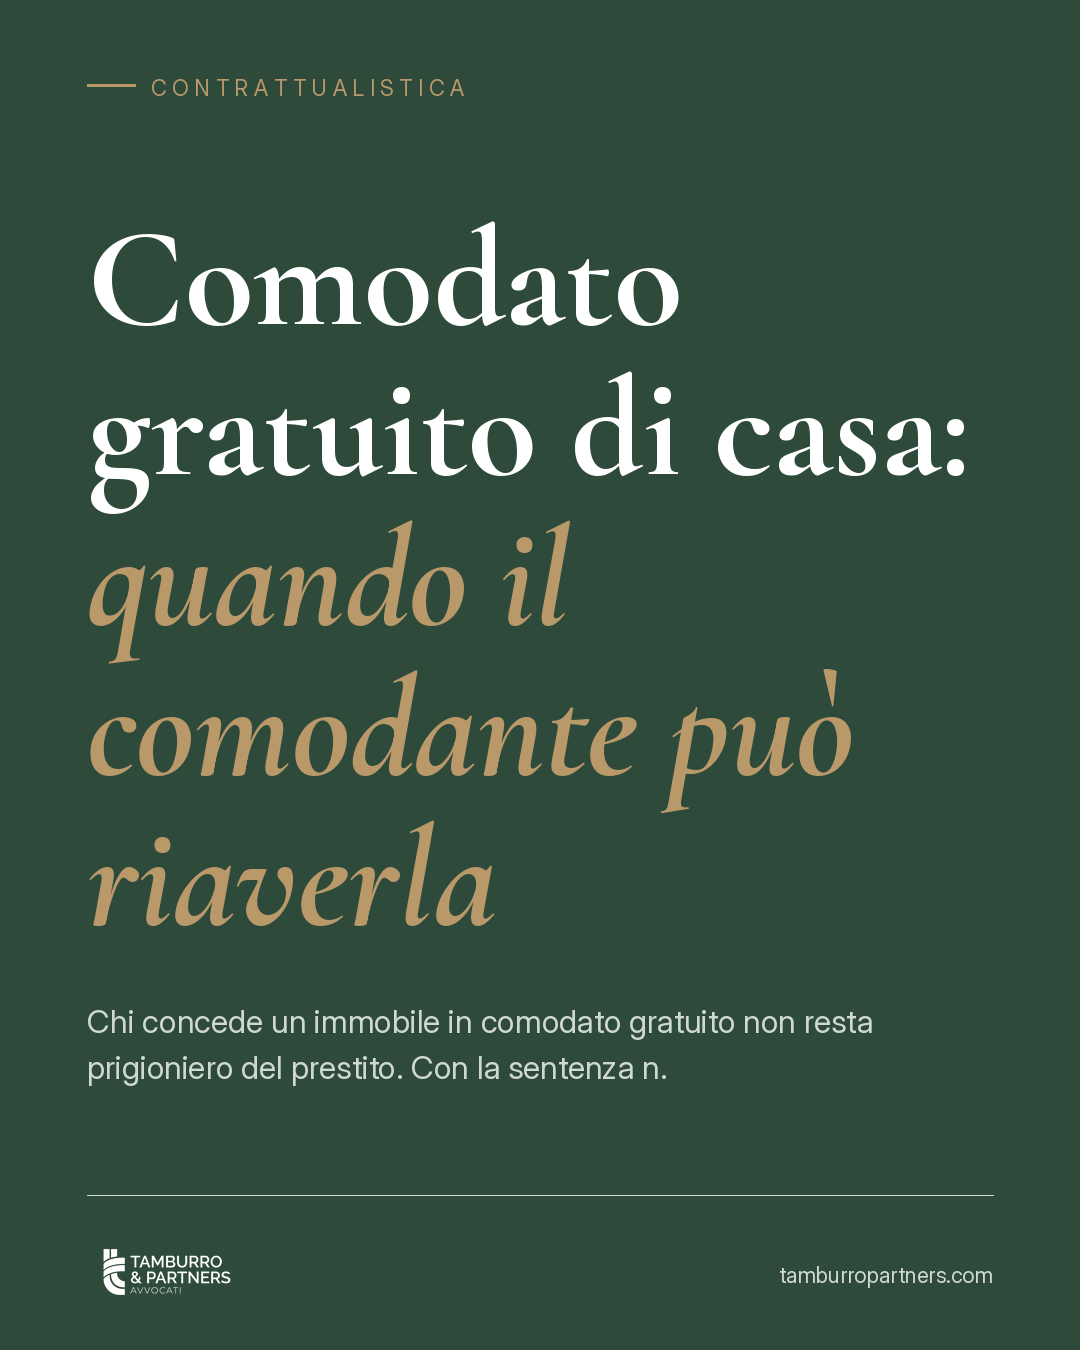 CONTRATTUALISTICA
Comodato
gratuito di casa:
quando il
comodante può
riaverla
Chi concede un immobile in comodato gratuito non resta
prigioniero del prestito. Con la sentenza n.
TAMBURRO
& PARTNERS
AVVOCATI
tamburropartners.com